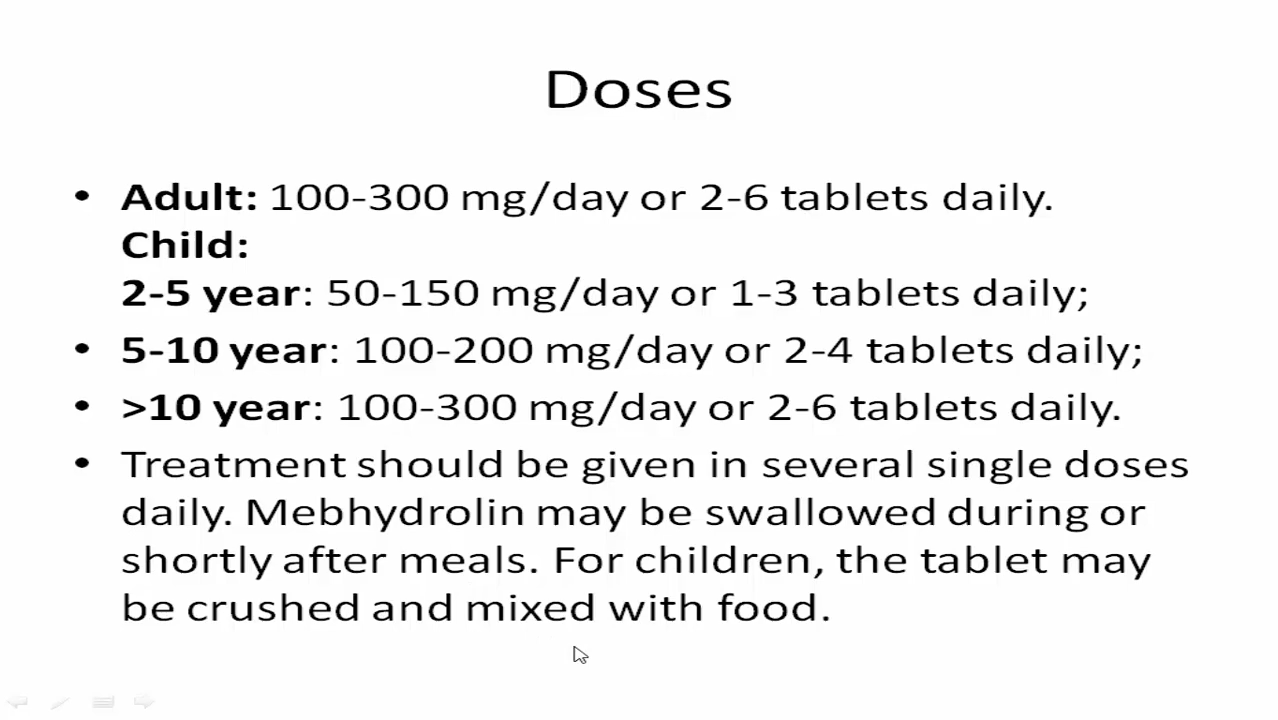 Doses
• Adult: 100-300 mg/day or 2-6 tablets daily.
Child:
2-5 year: 50-150 mg/day or 1-3 tablets daily;
• 5-10 year: 100-200 mg/day or 2-4 tablets daily;
• >10 year: 100-300 mg/day or 2-6 tablets daily.
• Treatment should be given in several single doses
daily. Mebhydrolin may be swallowed during or
shortly after meals. For children, the tablet may
be crushed and mixed with food.